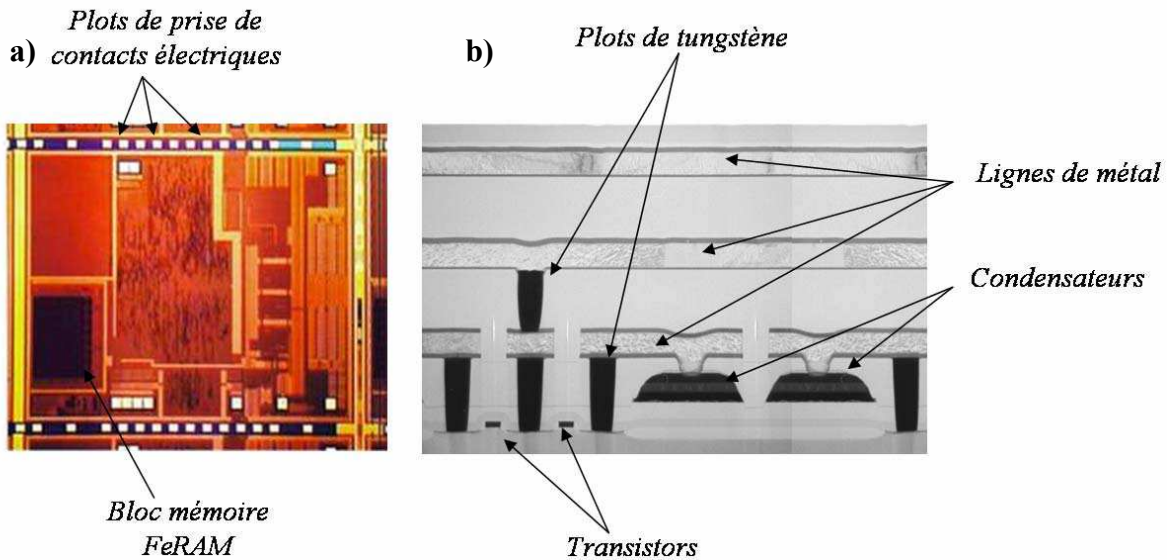 Plots de prise de
contacts électriques
a)
b)
Plots de tungstène
Lignes de métal
Condensateurs
Bloc mémoire
FeRAM
Transistors